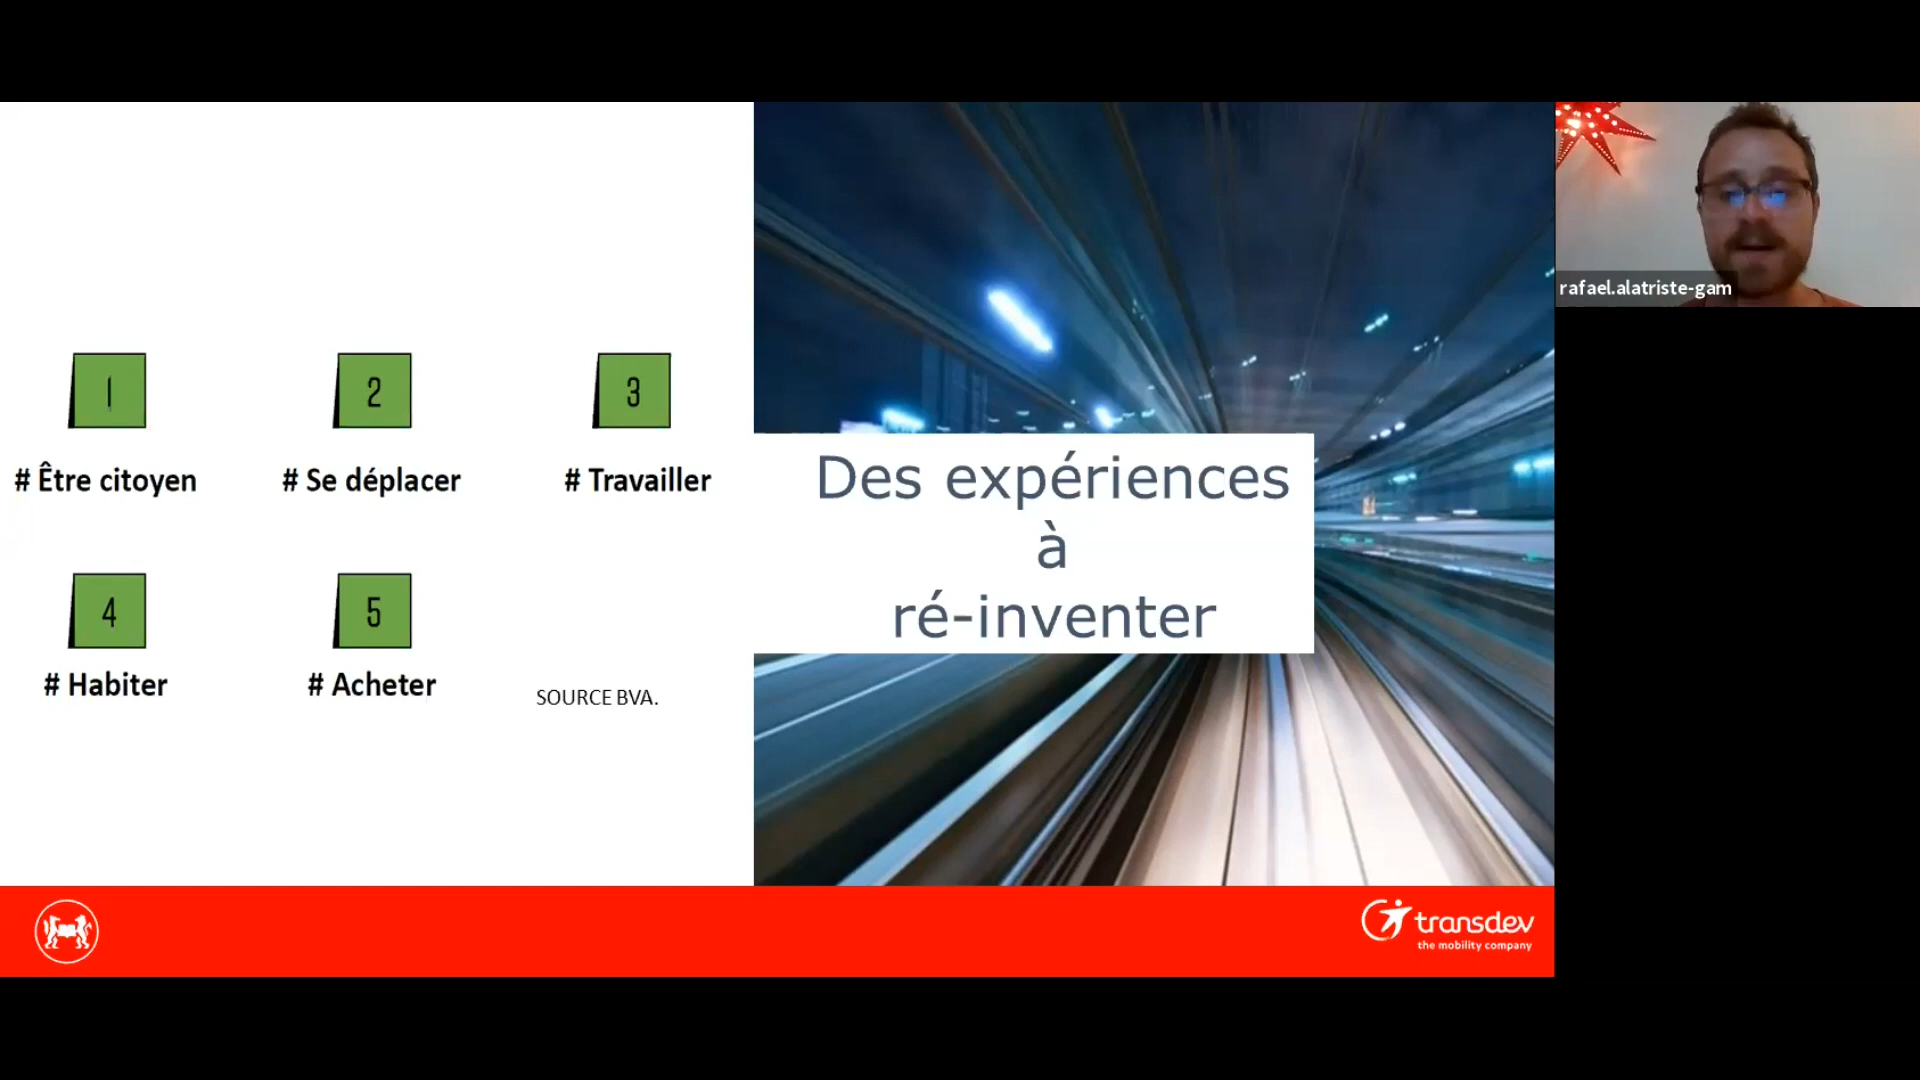 1
2
3
# Être citoyen
# Se déplacer
# Travailler
4
5
# Habiter
# Acheter
SOURCE BVA.
Des expériences
à
ré-inventer
rafael.alatriste-gam
transdev
the mobility company